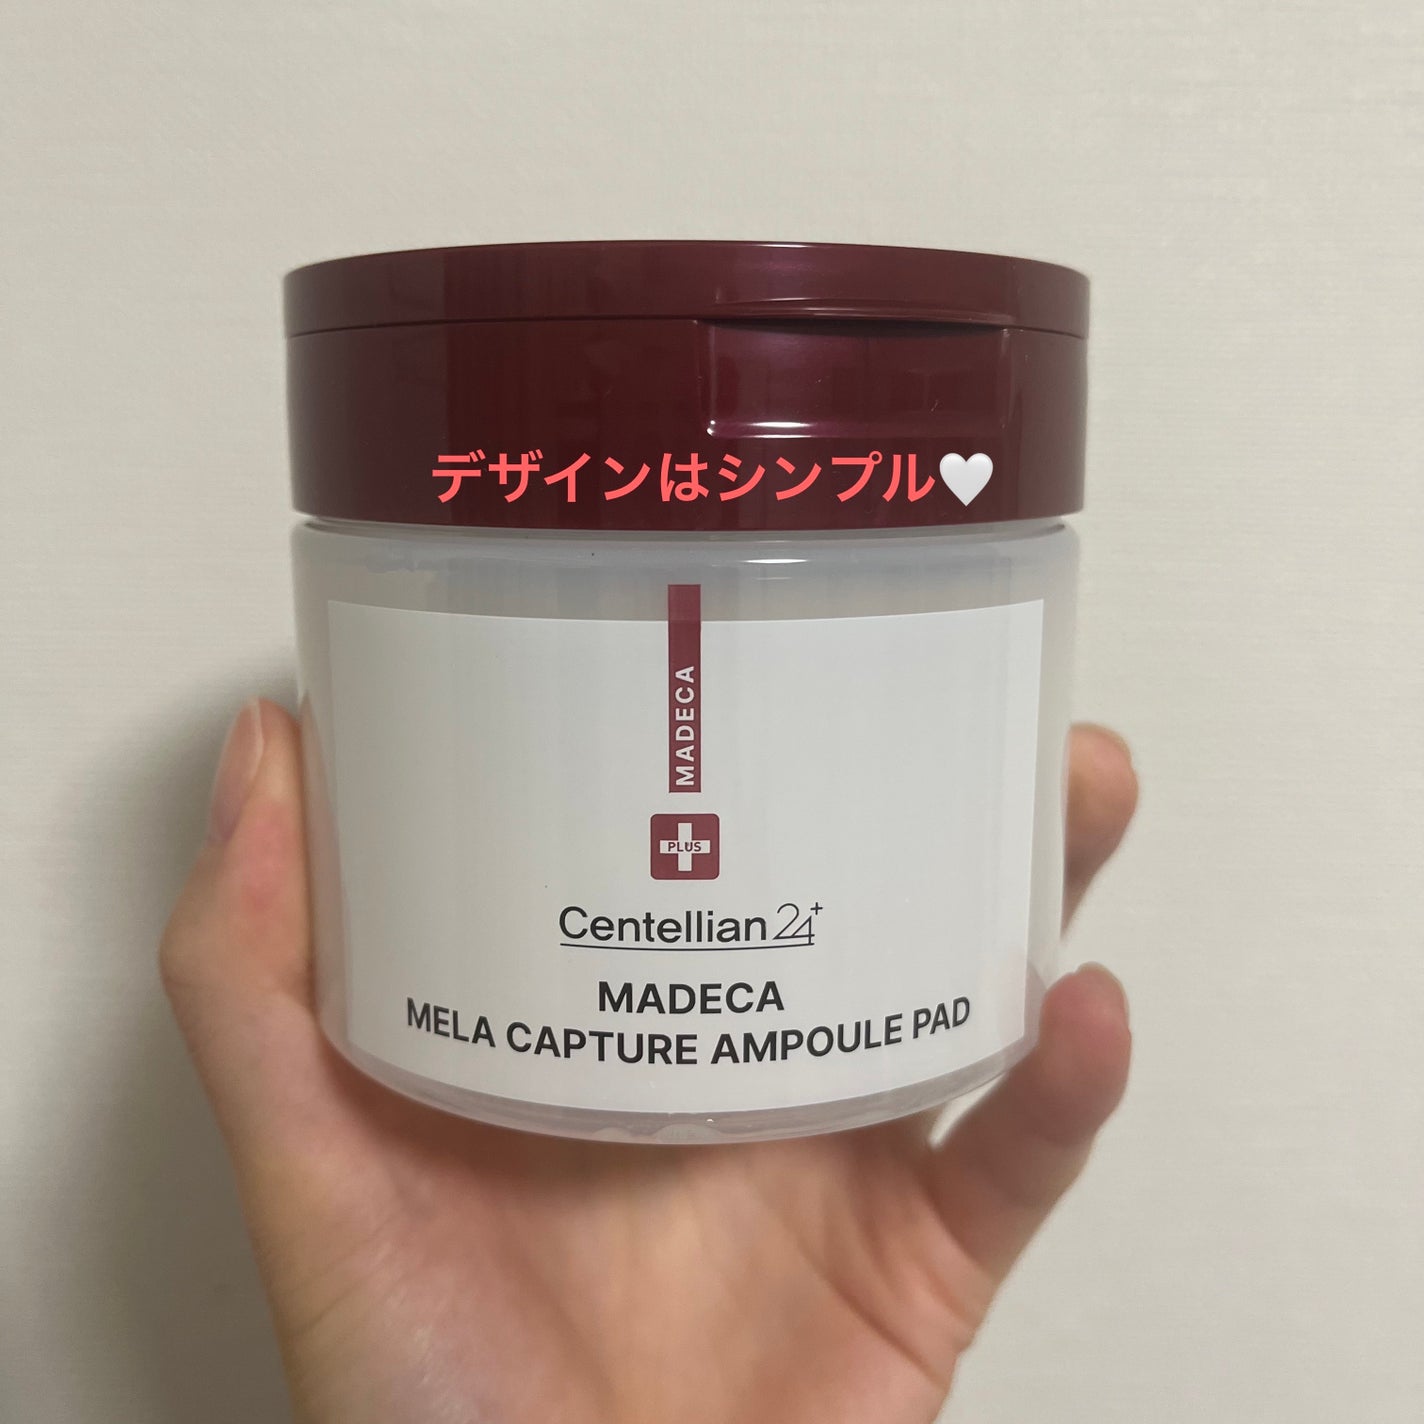 デザインはシンプル🤍
MADECA
PLUS
Centellian24+
MADECA
MELA CAPTURE AMPOULE PAD